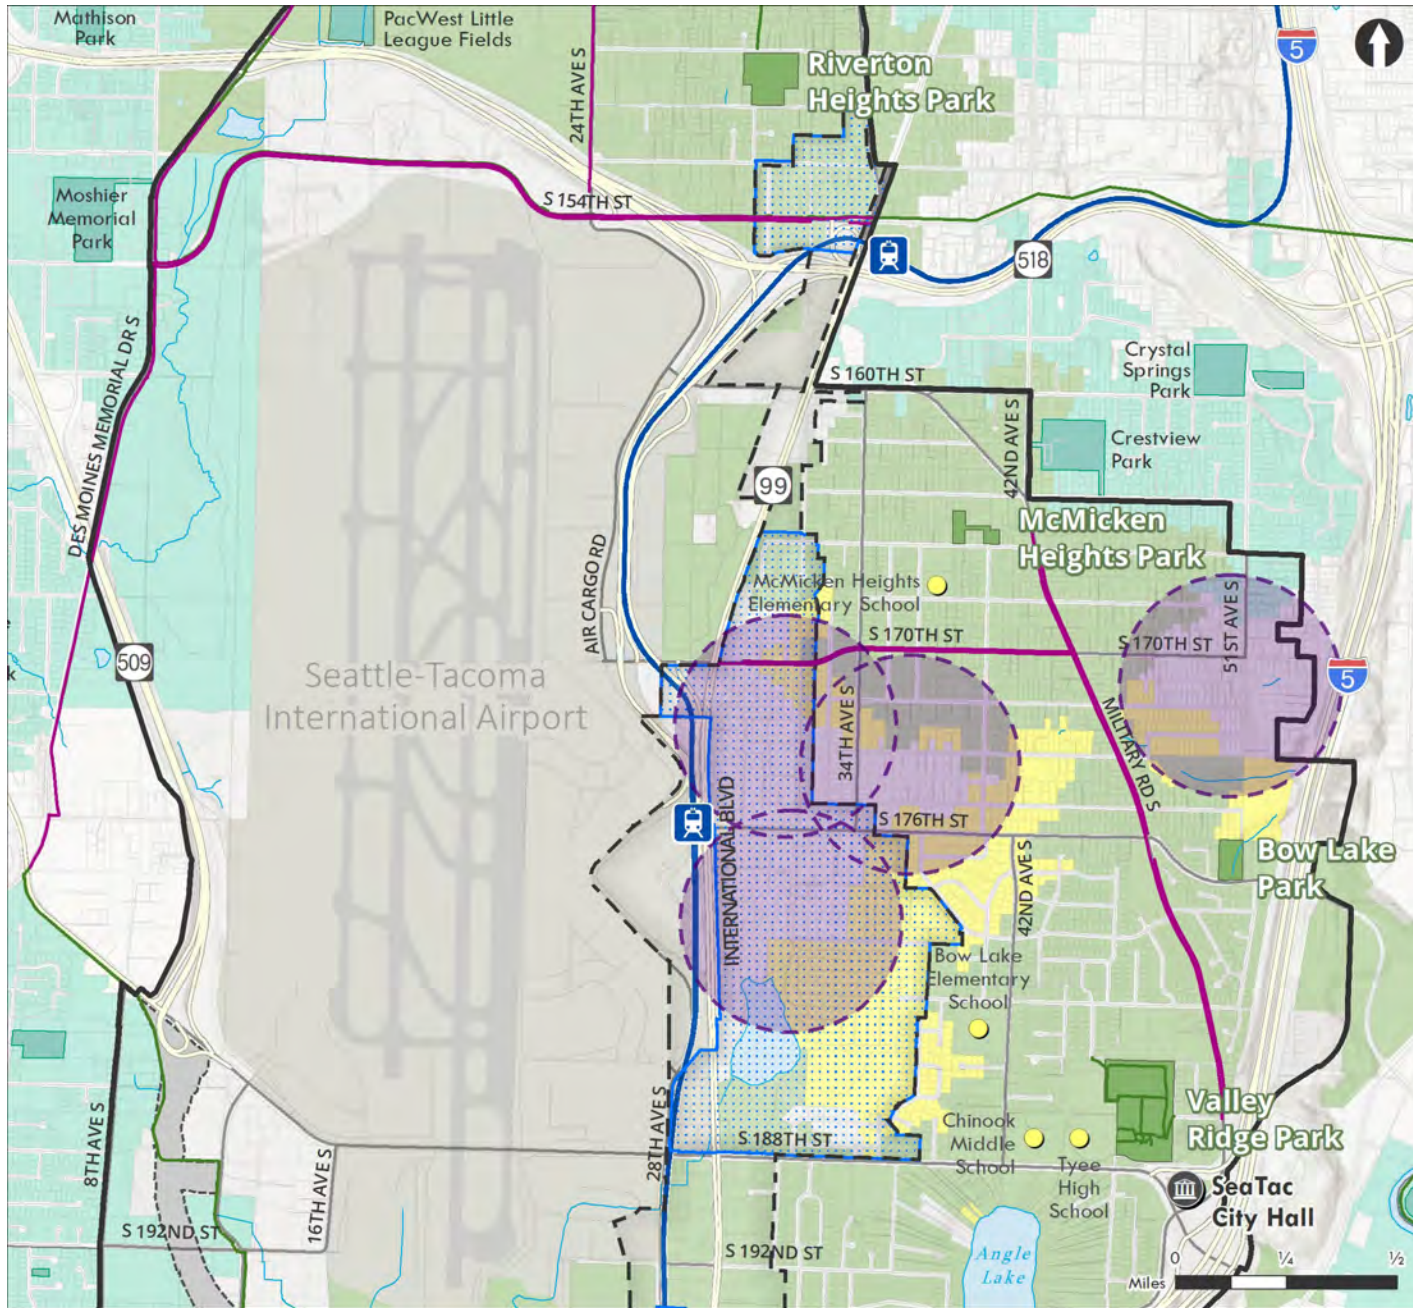 Mathison
Park
PacWest Little
League Fields
24TH AVE S
Riverton
Heights Park
5
Moshier
Memorial
Park
S 154TH ST
518
DES MOINES MEMORIAL DR S
S 160TH ST
Crystal
Springs
Park
42ND AVE S
Crestview
Park
99
McMicken
Heights Park
AIR CARGO RD
McMicken Heights
Elementary School
S 170TH ST
S 170TH ST
51ST AVE S
509
5
Seattle-Tacoma
International Airport
34TH AVE S
MILITARY RD S
INTERNATIONAL BLVD
S 176TH ST
Bow Lake
Park
42ND AVE S
Bow Lake
Elementary
School
8TH AVE S
16TH AVE S
28TH AVE S
S 188TH ST
Chinook
Middle
School
Tyee
High
School
Valley
Ridge Park
SeaTac
City Hall
S 192ND ST
S 192ND ST
Angle
Lake
0 ¼ ½
Miles